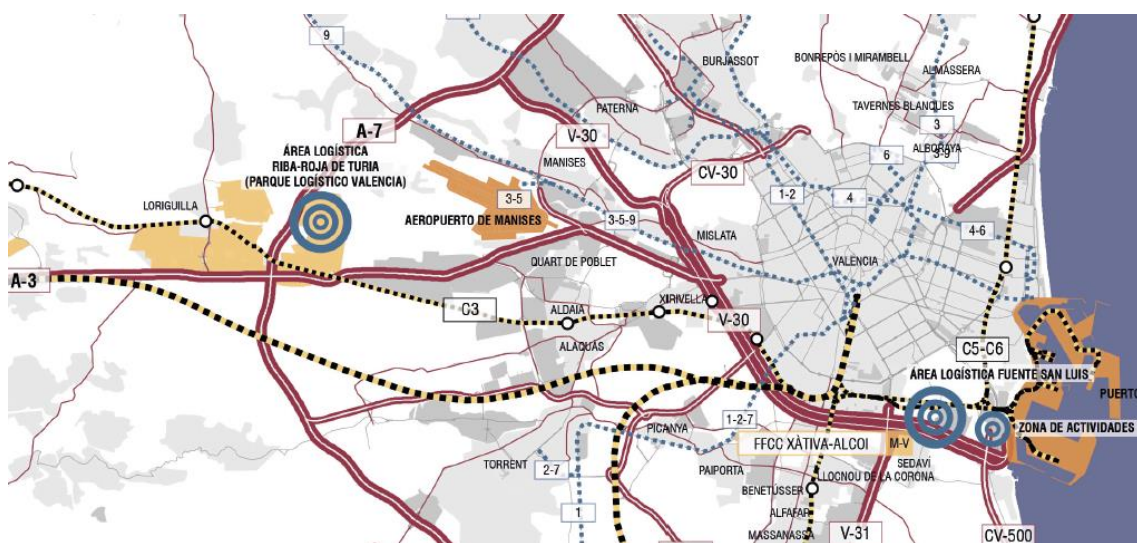 9
BURJASSOT
BONREPÒS I MIRAMBELL
ALMÀSSERA
TAVERNES BLANQUES
PATERNA
3
A-7
V-30
ALBORAYA
ÁREA LOGÍSTICA
RIBA-ROJA DE TURIA
(PARQUE LOGÍSTICO VALENCIA)
MANISES
6
3-9
CV-30
LORIGUILLA
3-5
1-2
4
AEROPUERTO DE MANISES
3-5-9
4-6
MISLATA
QUART DE POBLET
VALENCIA
A-3
C3
ALDAIA
XIRIVELLA
V-30
ALAQUÀS
C5-C6
ÁREA LOGÍSTICA FUENTE SAN LUIS
PUERTO
1-2-7
PICANYA
ZONA DE ACTIVIDADES
FFCC XÀTIVA-ALCOI
M-V
TORRENT
2-7
PAIPORTA
SEDAVÍ
LLOCNOU DE LA CORONA
BENETÚSSER
1
ALFAFAR
MASSANASSA
V-31
CV-500